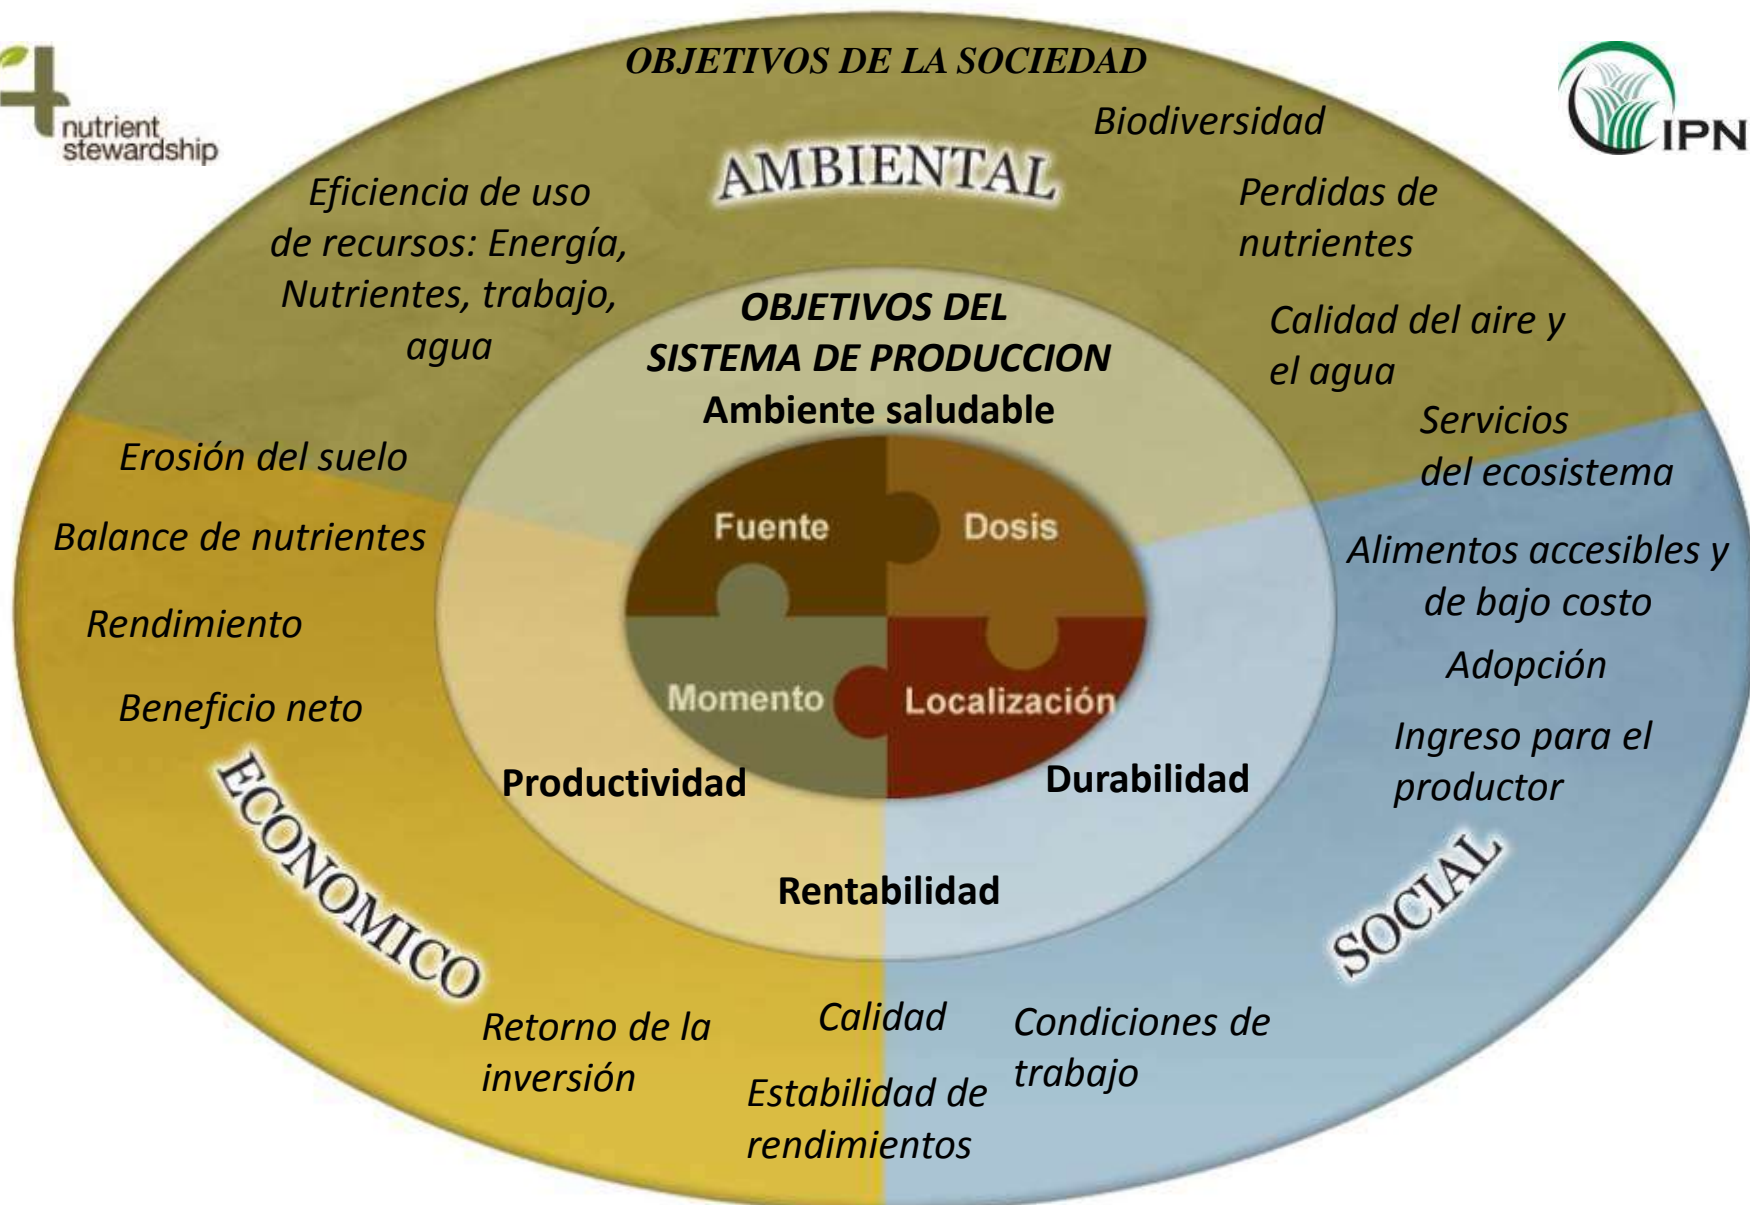 OBJETIVOS DE LA SOCIEDAD
nutrient
stewardship
IPN
AMBIENTAL
Biodiversidad
Eficiencia de uso
de recursos: Energía,
Nutrientes, trabajo,
agua
Perdidas de
nutrientes
Calidad del aire y
el agua
Servicios
del ecosistema
OBJETIVOS DEL
SISTEMA DE PRODUCCION
Ambiente saludable
Fuente
Dosis
Momento
Localización
Productividad
Durabilidad
Rentabilidad
Erosión del suelo
Balance de nutrientes
Rendimiento
Beneficio neto
ECONOMICO
Retorno de la
inversión
Calidad
Estabilidad de
rendimientos
Alimentos accesibles y
de bajo costo
Adopción
Ingreso para el
productor
SOCIAL
Condiciones de
trabajo